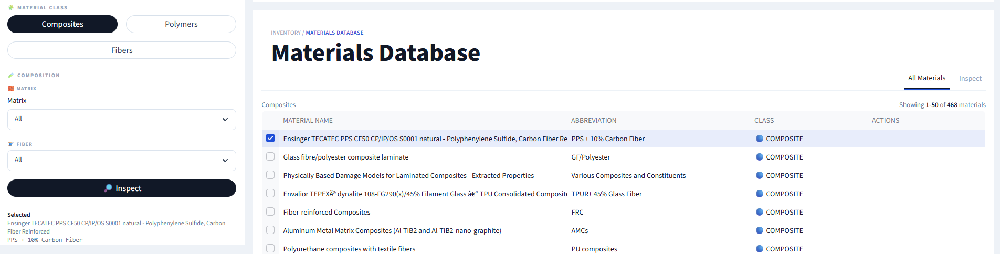 MATERIAL CLASS
Composites
Polymers
Fibers
COMPOSITION
MATRIX
Matrix
All
FIBER
All
Inspect
Selected
Ensinger TECATEC PPS CF50 CP/IP/OS S0001 natural - Polyphenylene Sulfide, Carbon
Fiber Reinforced
PPS + 10% Carbon Fiber
INVENTORY / MATERIALS DATABASE
Materials Database
All Materials Inspect
Composites Showing 1-50 of 468 materials
MATERIAL NAME ABBREVIATION CLASS ACTIONS
Ensinger TECATEC PPS CF50 CP/IP/OS S0001 natural - Polyphenylene Sulfide, Carbon Fiber Re PPS + 10% Carbon Fiber COMPOSITE
Glass fibre/polyester composite laminate GF/Polyester COMPOSITE
Physically Based Damage Models for Laminated Composites - Extracted Properties Various Composites and Constituents COMPOSITE
Envalior TEPEX® dynalite 108-FG290(x)/45% Filament Glass – TPU Consolidated Composite TPUR+ 45% Glass Fiber COMPOSITE
Fiber-reinforced Composites FRC COMPOSITE
Aluminum Metal Matrix Composites (Al-TiB2 and Al-TiB2-nano-graphite) AMCs COMPOSITE
Polyurethane composites with textile fibers PU composites COMPOSITE